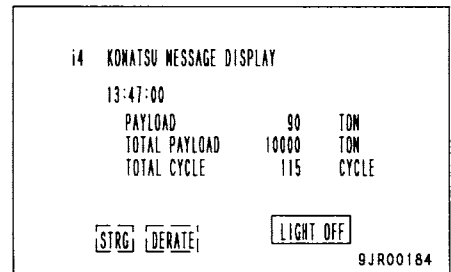 i4 KOMATSU MESSAGE DISPLAY
13:47:00
PAYLOAD 90 TON
TOTAL PAYLOAD 10000 TON
TOTAL CYCLE 115 CYCLE
STRG DERATE LIGHT OFF
9JR00184